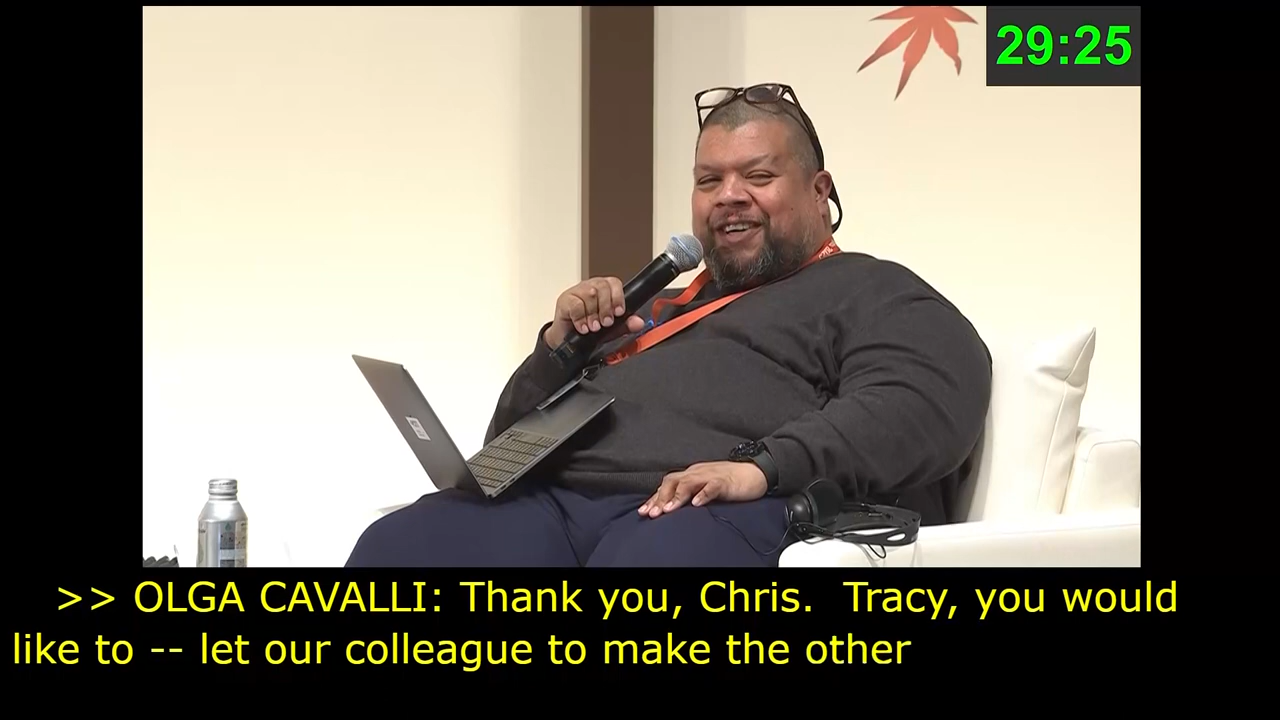 29:25
>> OLGA CAVALLI: Thank you, Chris.  Tracy, you would
like to -- let our colleague to make the other